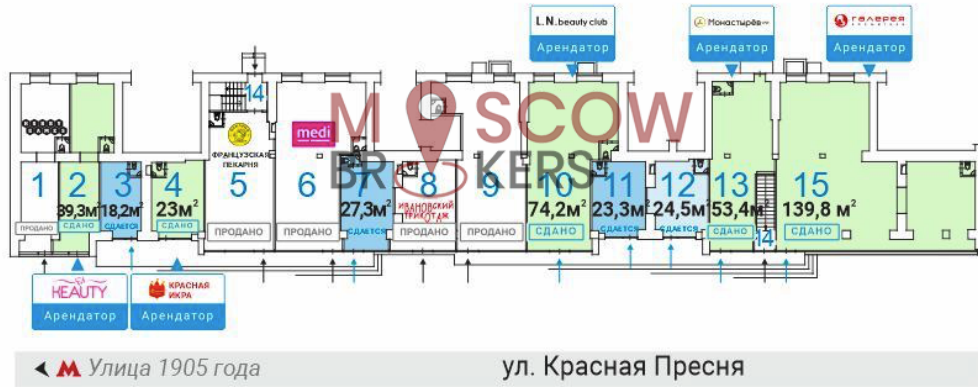 L.N. beauty club
Арендатор
Монастырёв
Арендатор
галерея
Арендатор
14
MOSCOW
BROKERS
medi
ФРАНЦУЗСКАЯ
ПЕКАРНЯ
1
ПРОДАНО
2
39,3м²
СДАНО
3
18,2м²
СДАЕТСЯ
4
23м²
СДАНО
5
ПРОДАНО
6
ПРОДАНО
7
27,3м²
СДАЕТСЯ
8
ИВАНОВСКИЙ
ТРИКОТАЖ
ПРОДАНО
9
ПРОДАНО
10
74,2м²
СДАНО
11
23,3м²
СДАЕТСЯ
12
24,5м²
СДАЕТСЯ
13
53,4м²
СДАНО
14
15
139,8 м²
СДАНО
KEAUTY
Арендатор
КРАСНАЯ
ИКРА
Арендатор
М Улица 1905 года
ул. Красная Пресня